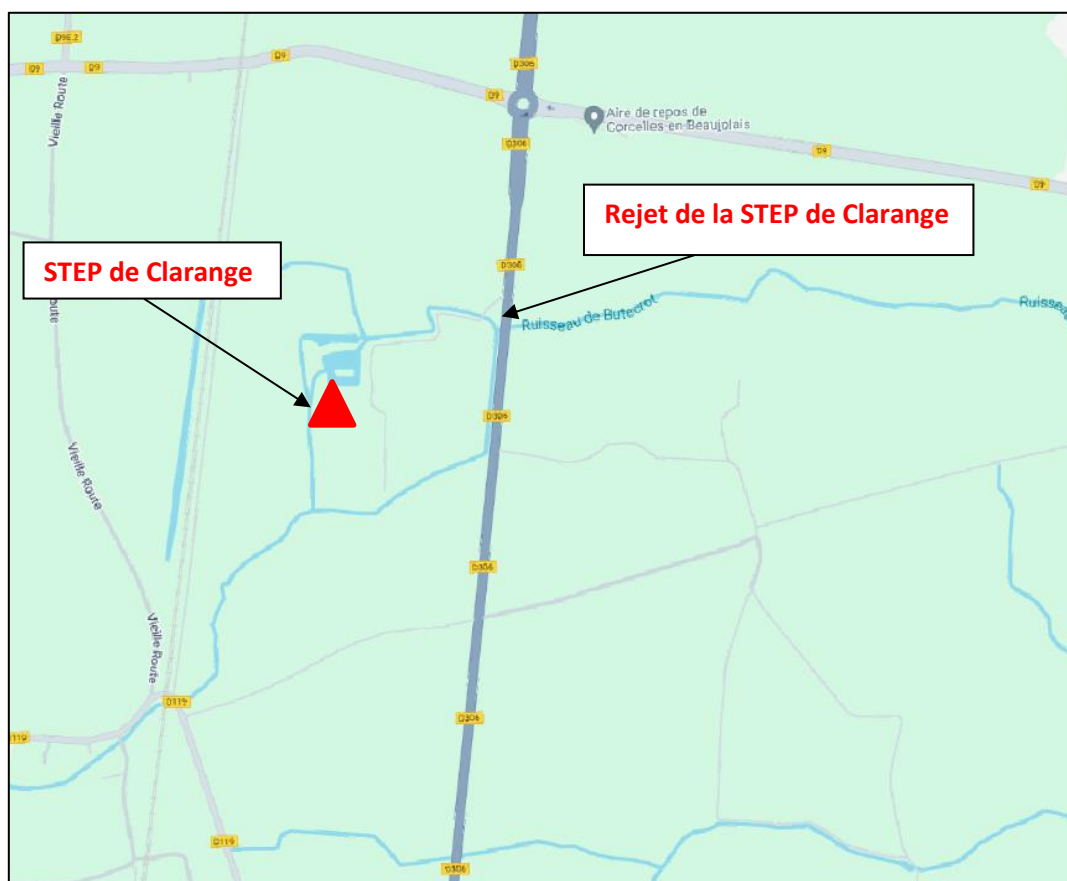 D9E.2
D9
D9
D9
D306
D9
Aire de repos de
Corcelles-en-Beaujolais
D306
D9
D9
Vieille Route
Rejet de la STEP de Clarange
STEP de Clarange
D306
Ruisseau de Butecrot
Ruisseau
D306
Vieille Route
D306
Vieille Route
D119
D306
D119
D119
D306